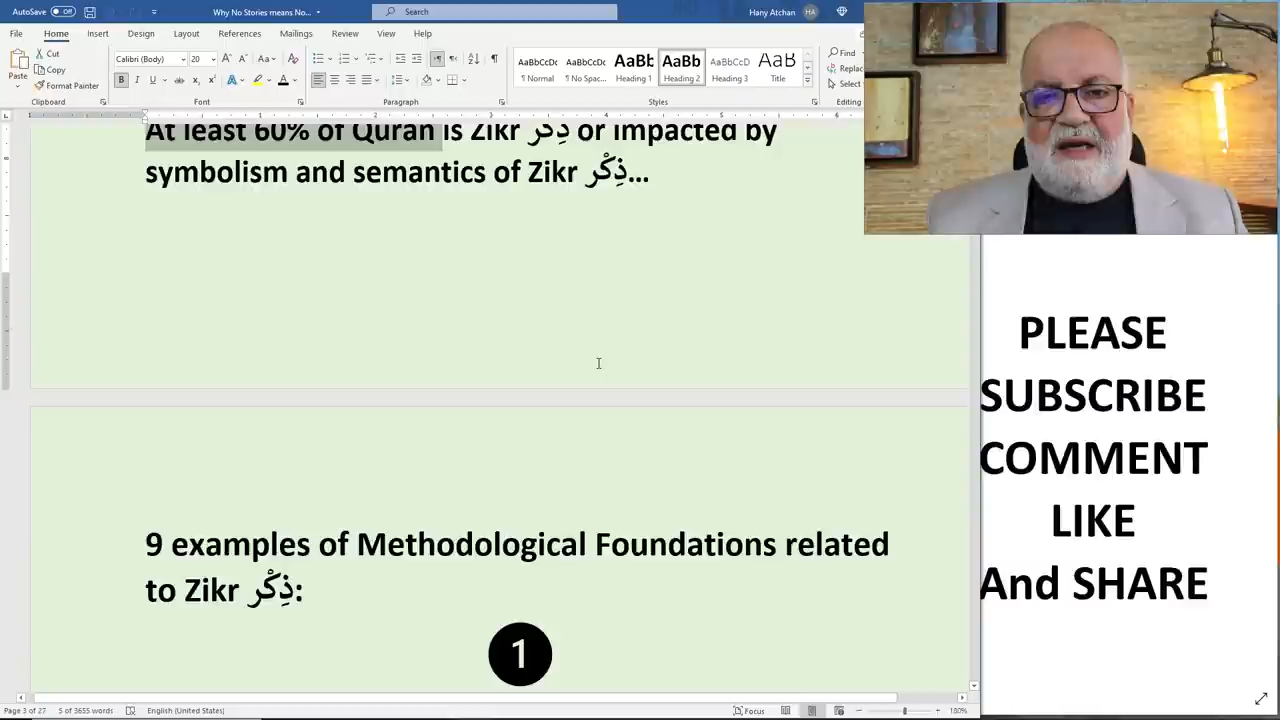 AutoSave Off
Why No Stories means No...
Search
Hany Atchan HA
File Home Insert Design Layout References Mailings Review View Help
Paste
Cut
Copy
Format Painter
Calibri (Body) 20
AaBbCcDc AaBbCcDc AaBb AaBb AaBbCcD AaB
¶ Normal ¶ No Spac... Heading 1 Heading 2 Heading 3 Title
Find
Replace
Select
Clipboard Font Paragraph Styles Editing
At least 60% of Quran is Zikr ذِكْر or impacted by
symbolism and semantics of Zikr ذِكْر...
9 examples of Methodological Foundations related
to Zikr ذِكْر:
1
PLEASE
SUBSCRIBE
COMMENT
LIKE
And SHARE
Page 3 of 27 5 of 3655 words English (United States) Focus 180%